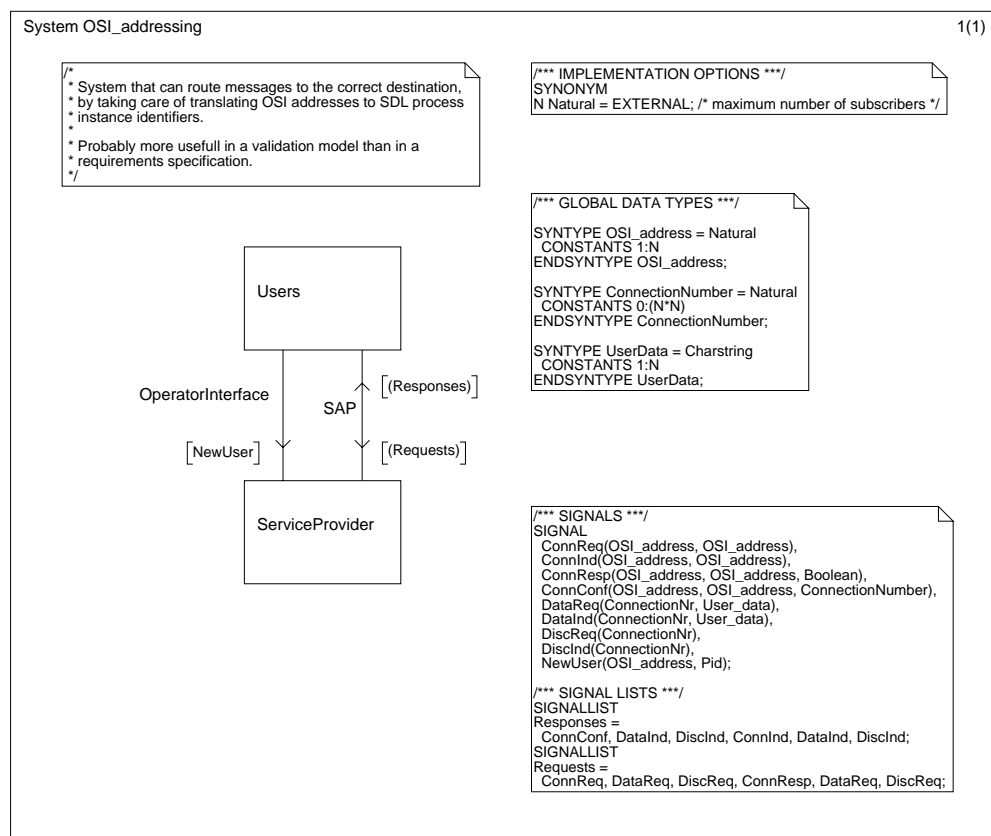 System OSI_addressing 1(1)
/*
* System that can route messages to the correct destination,
* by taking care of translating OSI addresses to SDL process
* instance identifiers.
*
* Probably more usefull in a validation model than in a
* requirements specification.
*/
/*** IMPLEMENTATION OPTIONS ***/
SYNONYM
N Natural = EXTERNAL; /* maximum number of subscribers */
/*** GLOBAL DATA TYPES ***/
SYNTYPE OSI_address = Natural
CONSTANTS 1:N
ENDSYNTYPE OSI_address;
SYNTYPE ConnectionNumber = Natural
CONSTANTS 0:(N*N)
ENDSYNTYPE ConnectionNumber;
SYNTYPE UserData = Charstring
CONSTANTS 1:N
ENDSYNTYPE UserData;
Users
OperatorInterface
SAP
[(Responses)]
[NewUser]
[(Requests)]
ServiceProvider
/*** SIGNALS ***/
SIGNAL
ConnReq(OSI_address, OSI_address),
ConnInd(OSI_address, OSI_address),
ConnResp(OSI_address, OSI_address, Boolean),
ConnConf(OSI_address, OSI_address, ConnectionNumber),
DataReq(ConnectionNr, User_data),
DataInd(ConnectionNr, User_data),
DiscReq(ConnectionNr),
DiscInd(ConnectionNr),
NewUser(OSI_address, Pid);
/*** SIGNAL LISTS ***/
SIGNALLIST
Responses =
ConnConf, DataInd, DiscInd, ConnInd, DataInd, DiscInd;
SIGNALLIST
Requests =
ConnReq, DataReq, DiscReq, ConnResp, DataReq, DiscReq;